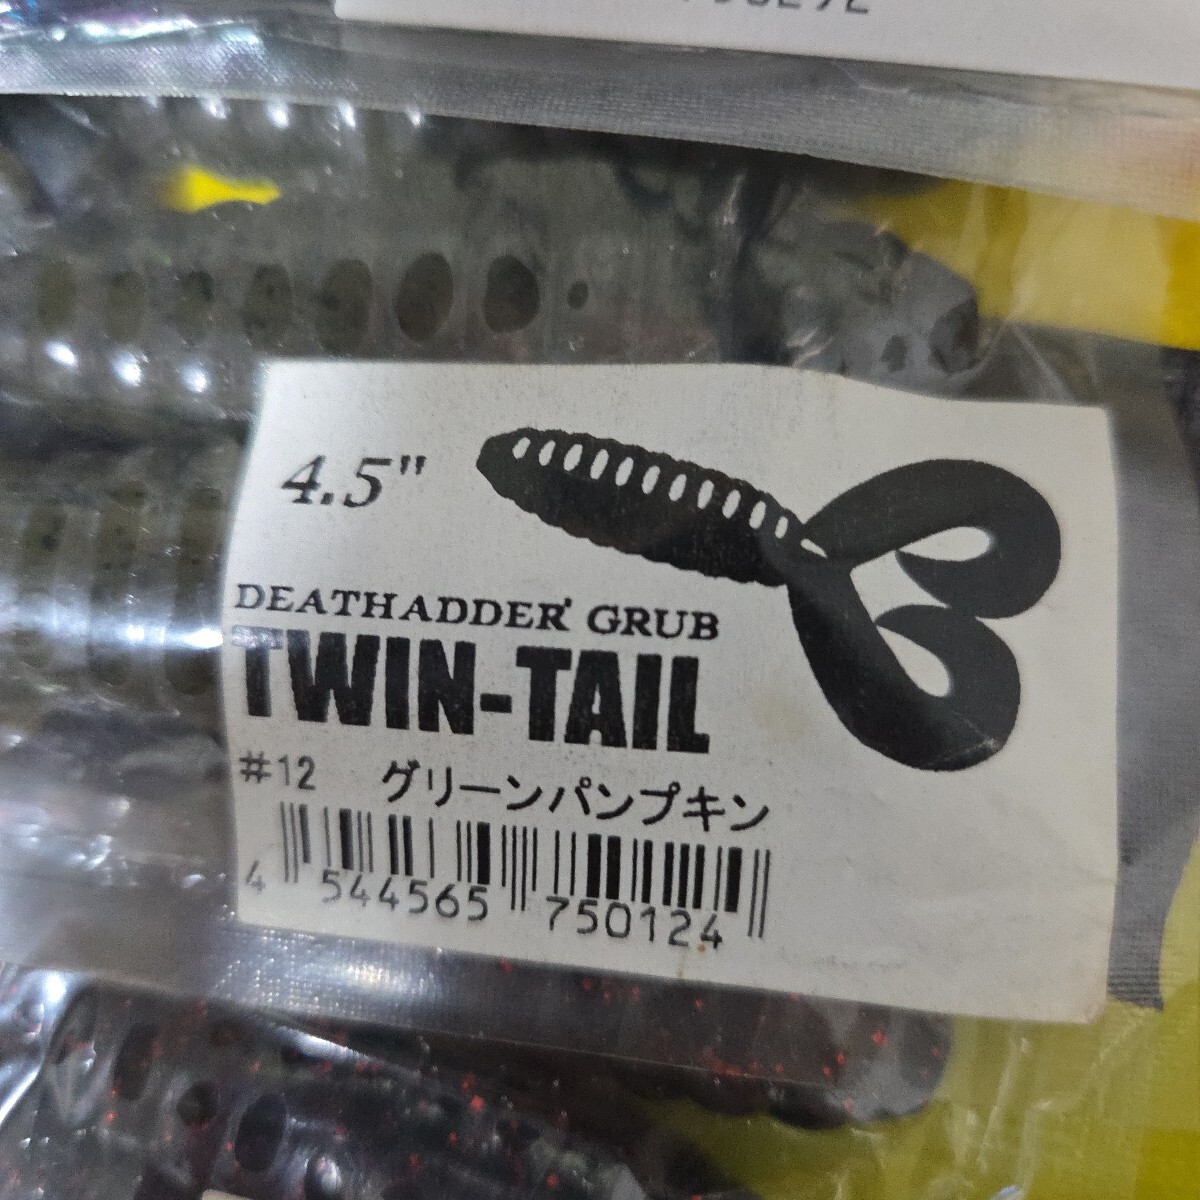 4.5"
DEATHADDER' GRUB
TWIN-TAIL
#12 グリーンパンプキン
4 544565 750124